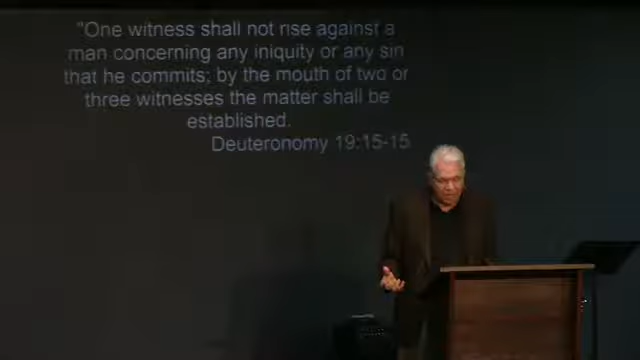 "One witness shall not rise against a
man concerning any iniquity or any sin
that he commits; by the mouth of two or
three witnesses the matter shall be
established.
Deuteronomy 19:15-15